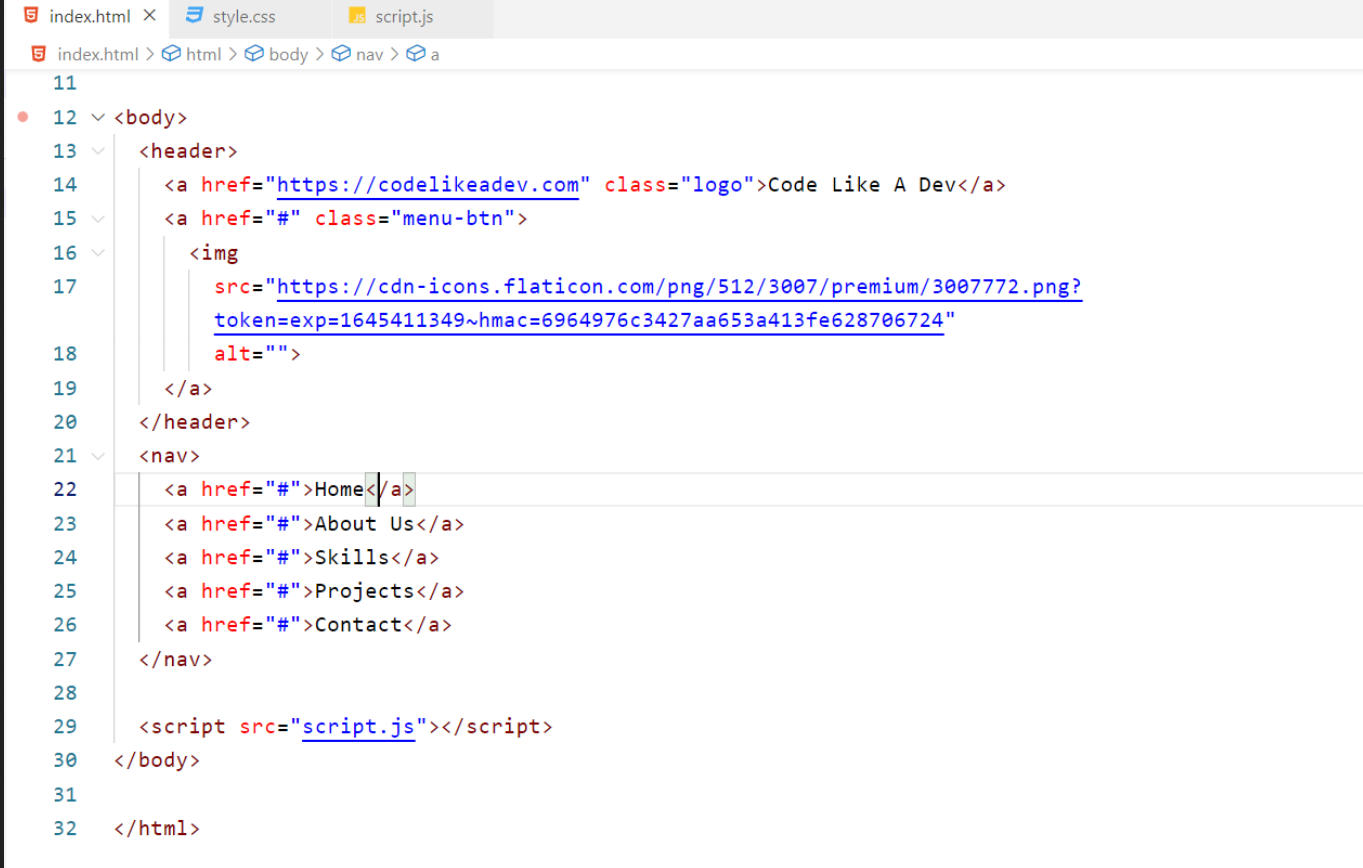 index.html × style.css script.js
index.html > html > body > nav > a
11
12 <body>
13 <header>
14 <a href="https://codelikeadev.com" class="logo">Code Like A Dev</a>
15 <a href="#" class="menu-btn">
16 <img
17 src="https://cdn-icons.flaticon.com/png/512/3007/premium/3007772.png?
token=exp=1645411349~hmac=6964976c3427aa653a413fe628706724"
18 alt="">
19 </a>
20 </header>
21 <nav>
22 <a href="#">Home</a>
23 <a href="#">About Us</a>
24 <a href="#">Skills</a>
25 <a href="#">Projects</a>
26 <a href="#">Contact</a>
27 </nav>
28
29 <script src="script.js"></script>
30 </body>
31
32 </html>